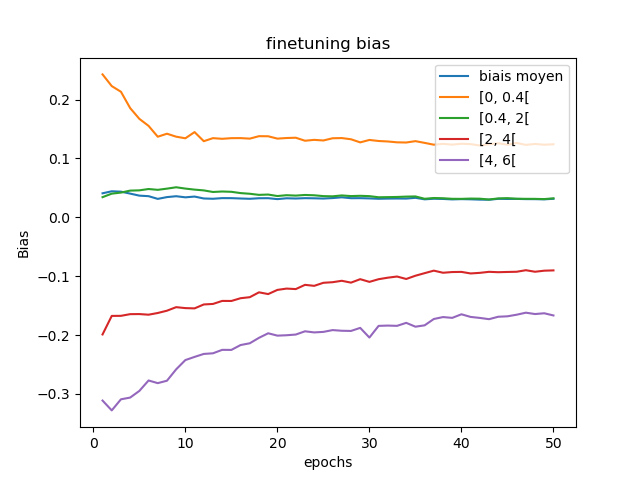 finetuning bias
biais moyen
[0, 0.4[
[0.4, 2[
[2, 4[
[4, 6[
0.2
0.1
0.0
−0.1
−0.2
−0.3
Bias
0 10 20 30 40 50
epochs